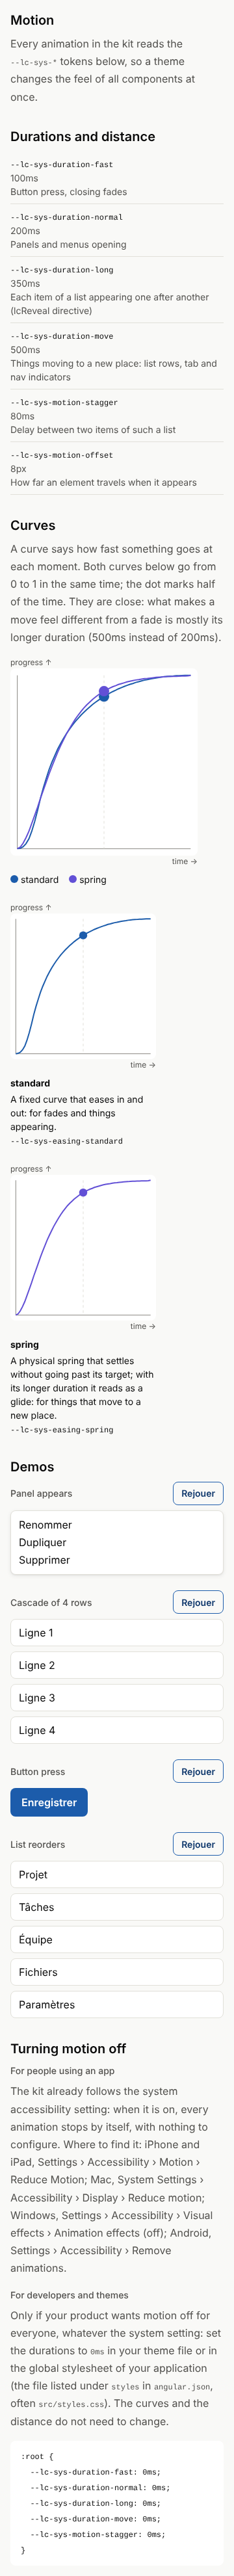 Motion
Every animation in the kit reads the
--lc-sys-* tokens below, so a theme
changes the feel of all components at
once.
Durations and distance
--lc-sys-duration-fast
100ms
Button press, closing fades
--lc-sys-duration-normal
200ms
Panels and menus opening
--lc-sys-duration-long
350ms
Each item of a list appearing one after another
(lcReveal directive)
--lc-sys-duration-move
500ms
Things moving to a new place: list rows, tab and
nav indicators
--lc-sys-motion-stagger
80ms
Delay between two items of such a list
--lc-sys-motion-offset
8px
How far an element travels when it appears
Curves
A curve says how fast something goes at
each moment. Both curves below go from
0 to 1 in the same time; the dot marks half
of the time. They are close: what makes a
move feel different from a fade is mostly its
longer duration (500ms instead of 200ms).
progress ↑
time →
standard spring
progress ↑
time →
standard
A fixed curve that eases in and
out: for fades and things
appearing.
--lc-sys-easing-standard
progress ↑
time →
spring
A physical spring that settles
without going past its target; with
its longer duration it reads as a
glide: for things that move to a
new place.
--lc-sys-easing-spring
Demos
Panel appears Rejouer
Renommer
Dupliquer
Supprimer
Cascade of 4 rows Rejouer
Ligne 1
Ligne 2
Ligne 3
Ligne 4
Button press Rejouer
Enregistrer
List reorders Rejouer
Projet
Tâches
Équipe
Fichiers
Paramètres
Turning motion off
For people using an app
The kit already follows the system
accessibility setting: when it is on, every
animation stops by itself, with nothing to
configure. Where to find it: iPhone and
iPad, Settings › Accessibility › Motion ›
Reduce Motion; Mac, System Settings ›
Accessibility › Display › Reduce motion;
Windows, Settings › Accessibility › Visual
effects › Animation effects (off); Android,
Settings › Accessibility › Remove
animations.
For developers and themes
Only if your product wants motion off for
everyone, whatever the system setting: set
the durations to 0ms in your theme file or in
the global stylesheet of your application
(the file listed under styles in angular.json,
often src/styles.css). The curves and the
distance do not need to change.
:root {
--lc-sys-duration-fast: 0ms;
--lc-sys-duration-normal: 0ms;
--lc-sys-duration-long: 0ms;
--lc-sys-duration-move: 0ms;
--lc-sys-motion-stagger: 0ms;
}